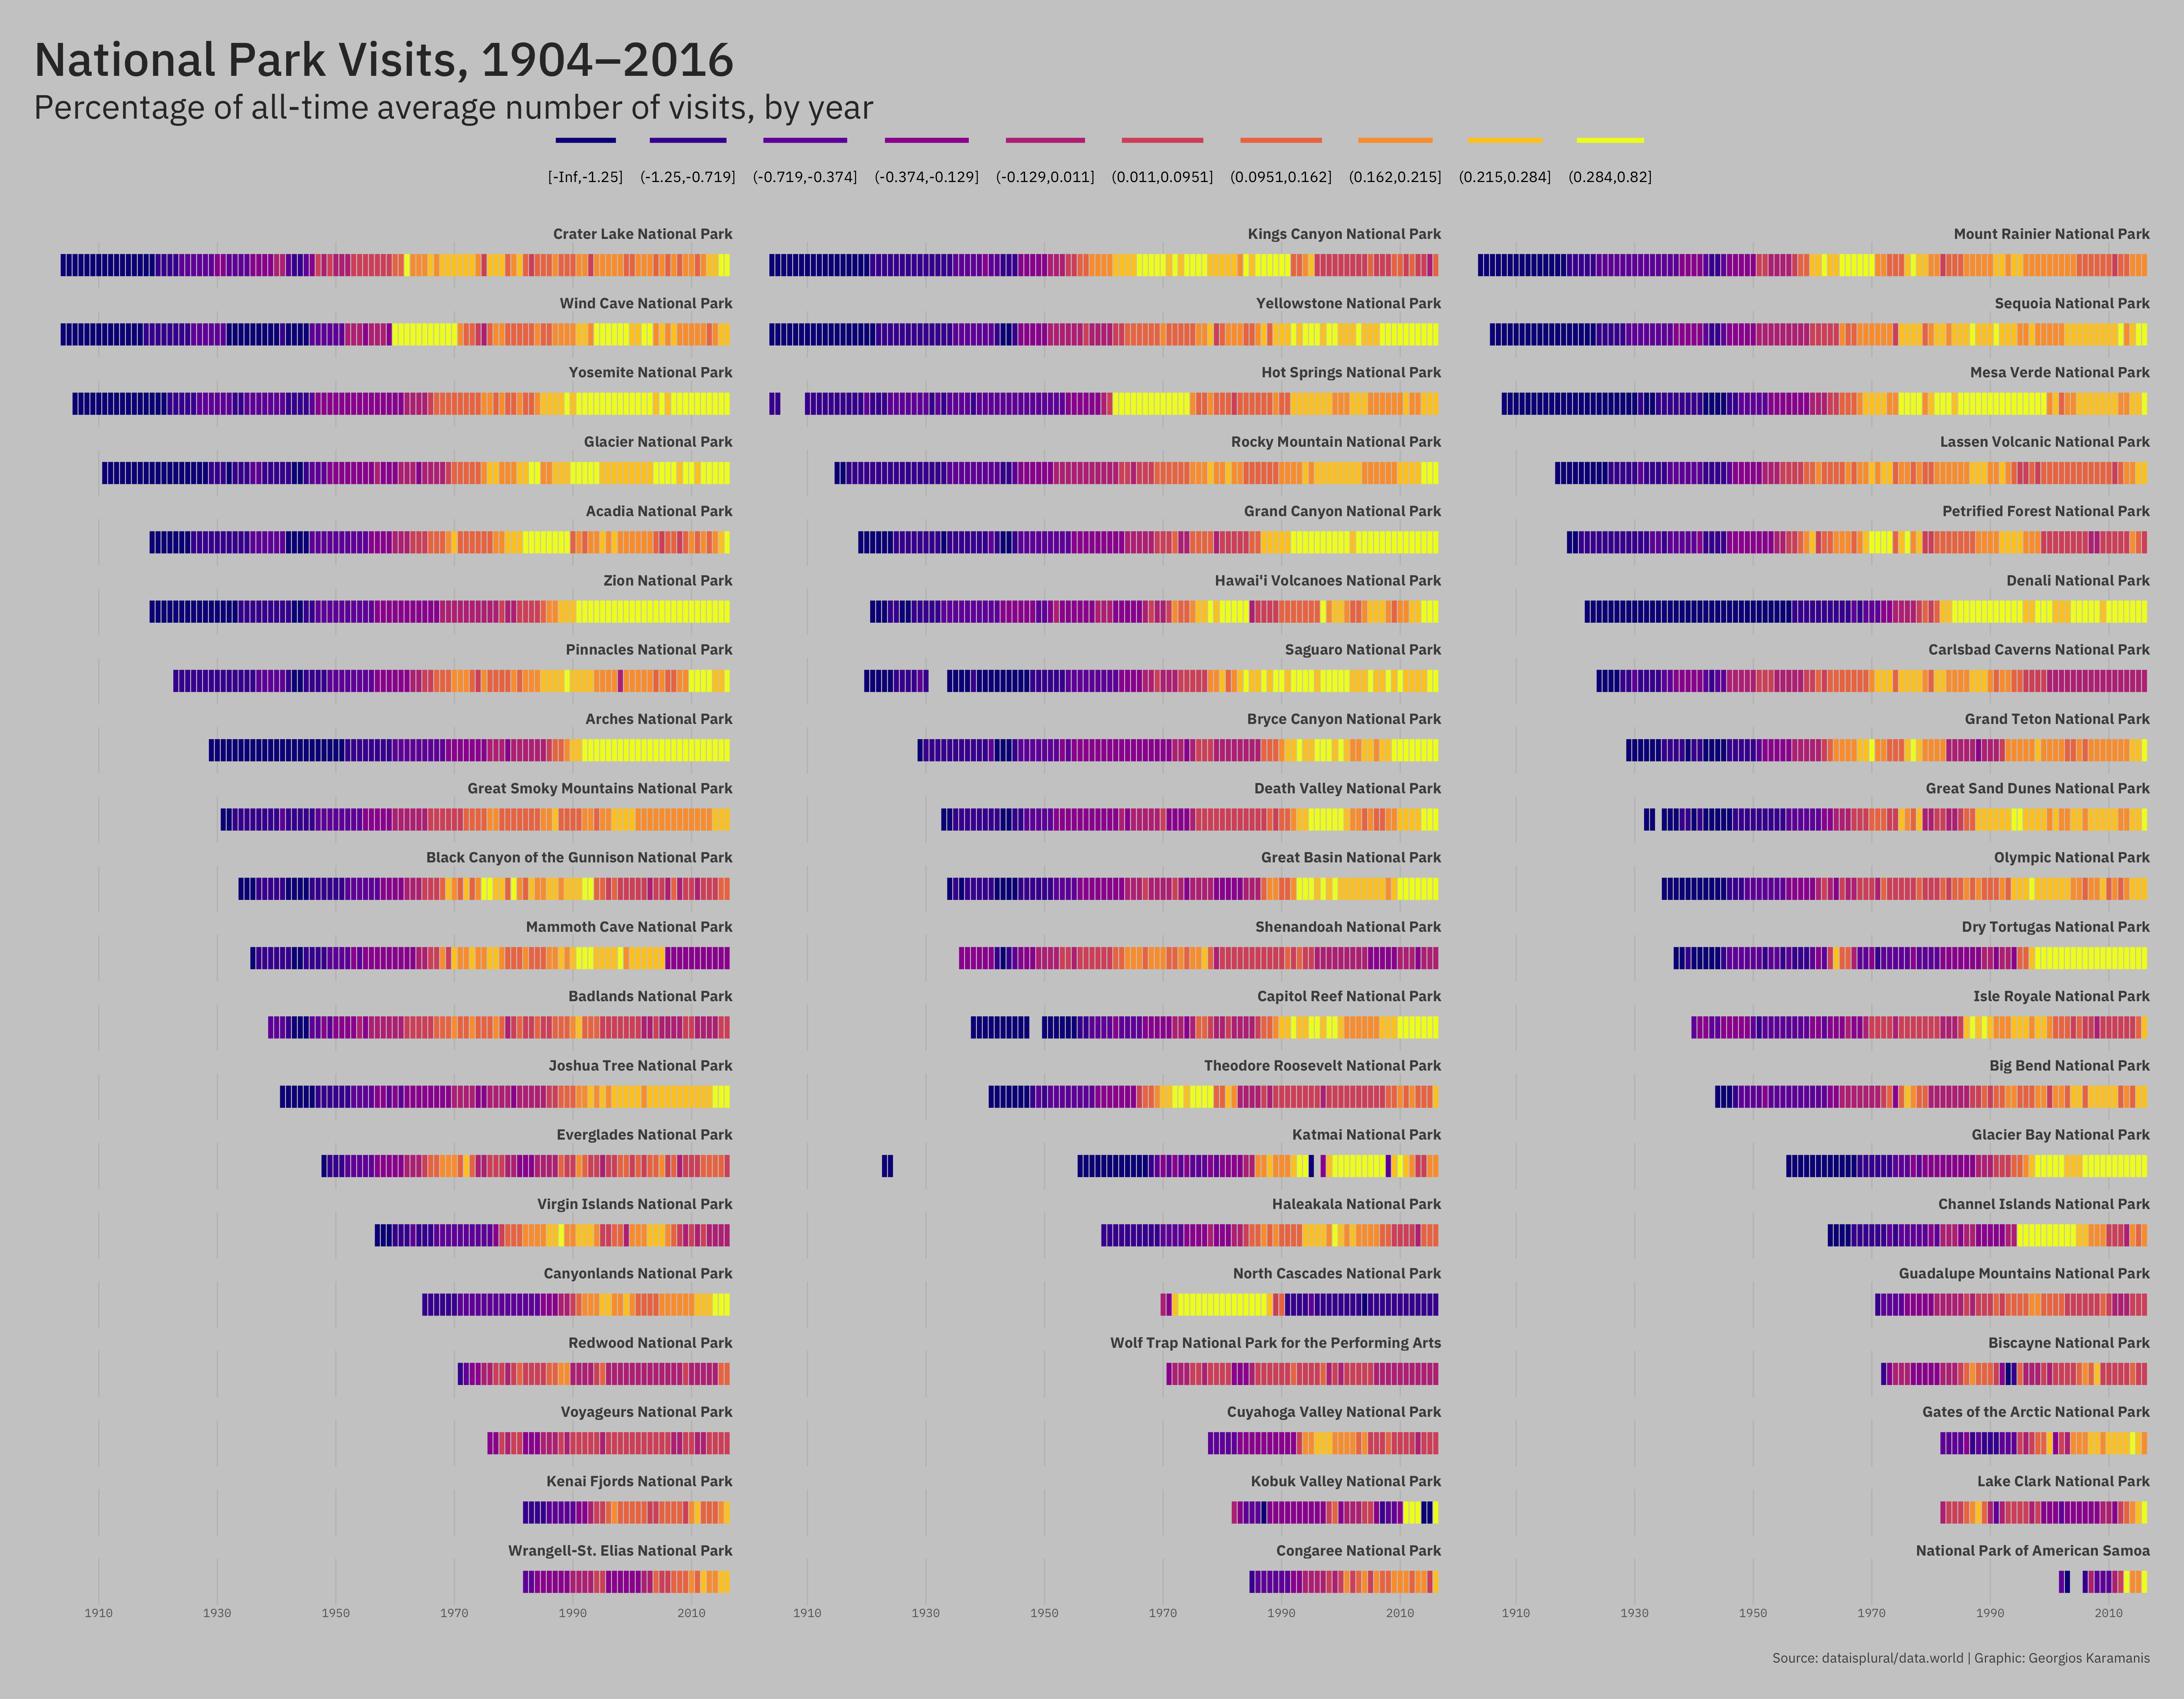 National Park Visits, 1904–2016
Percentage of all-time average number of visits, by year
[-Inf,-1.25] (-1.25,-0.719] (-0.719,-0.374] (-0.374,-0.129] (-0.129,0.011] (0.011,0.0951] (0.0951,0.162] (0.162,0.215] (0.215,0.284] (0.284,0.82]
Crater Lake National Park Kings Canyon National Park Mount Rainier National Park
Wind Cave National Park Yellowstone National Park Sequoia National Park
Yosemite National Park Hot Springs National Park Mesa Verde National Park
Glacier National Park Rocky Mountain National Park Lassen Volcanic National Park
Acadia National Park Grand Canyon National Park Petrified Forest National Park
Zion National Park Hawai'i Volcanoes National Park Denali National Park
Pinnacles National Park Saguaro National Park Carlsbad Caverns National Park
Arches National Park Bryce Canyon National Park Grand Teton National Park
Great Smoky Mountains National Park Death Valley National Park Great Sand Dunes National Park
Black Canyon of the Gunnison National Park Great Basin National Park Olympic National Park
Mammoth Cave National Park Shenandoah National Park Dry Tortugas National Park
Badlands National Park Capitol Reef National Park Isle Royale National Park
Joshua Tree National Park Theodore Roosevelt National Park Big Bend National Park
Everglades National Park Katmai National Park Glacier Bay National Park
Virgin Islands National Park Haleakala National Park Channel Islands National Park
Canyonlands National Park North Cascades National Park Guadalupe Mountains National Park
Redwood National Park Wolf Trap National Park for the Performing Arts Biscayne National Park
Voyageurs National Park Cuyahoga Valley National Park Gates of the Arctic National Park
Kenai Fjords National Park Kobuk Valley National Park Lake Clark National Park
Wrangell-St. Elias National Park Congaree National Park National Park of American Samoa
1910 1930 1950 1970 1990 2010 1910 1930 1950 1970 1990 2010 1910 1930 1950 1970 1990 2010
Source: dataisplural/data.world | Graphic: Georgios Karamanis